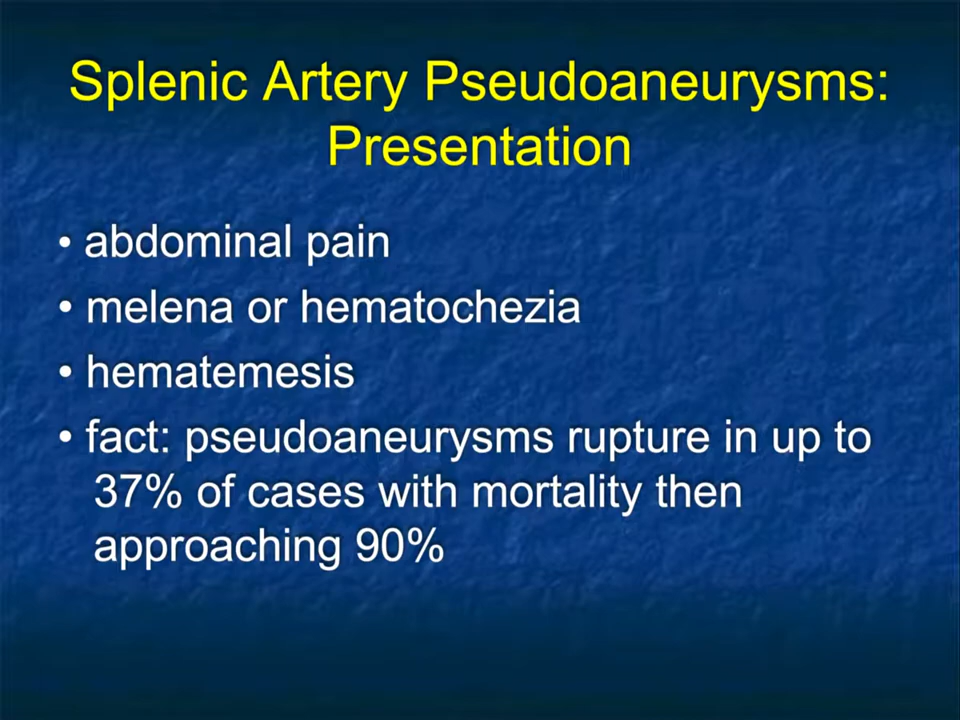 Splenic Artery Pseudoaneurysms:
Presentation
• abdominal pain
• melena or hematochezia
• hematemesis
• fact: pseudoaneurysms rupture in up to
37% of cases with mortality then
approaching 90%